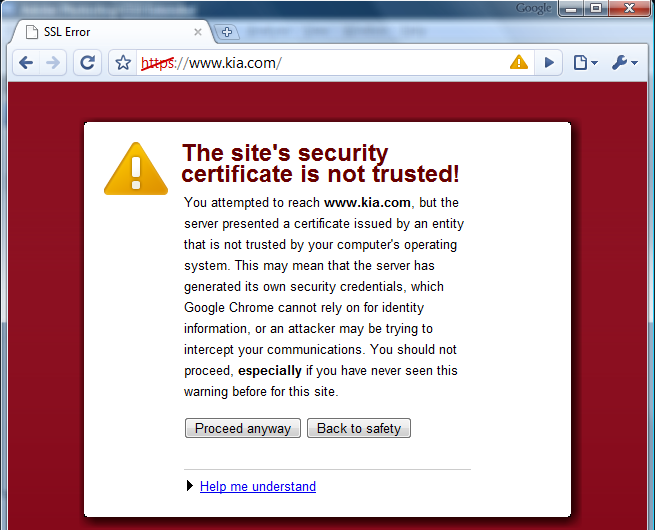 Google
SSL Error
https://www.kia.com/
The site's security
certificate is not trusted!
You attempted to reach www.kia.com, but the
server presented a certificate issued by an entity
that is not trusted by your computer's operating
system. This may mean that the server has
generated its own security credentials, which
Google Chrome cannot rely on for identity
information, or an attacker may be trying to
intercept your communications. You should not
proceed, especially if you have never seen this
warning before for this site.
Proceed anyway Back to safety
Help me understand